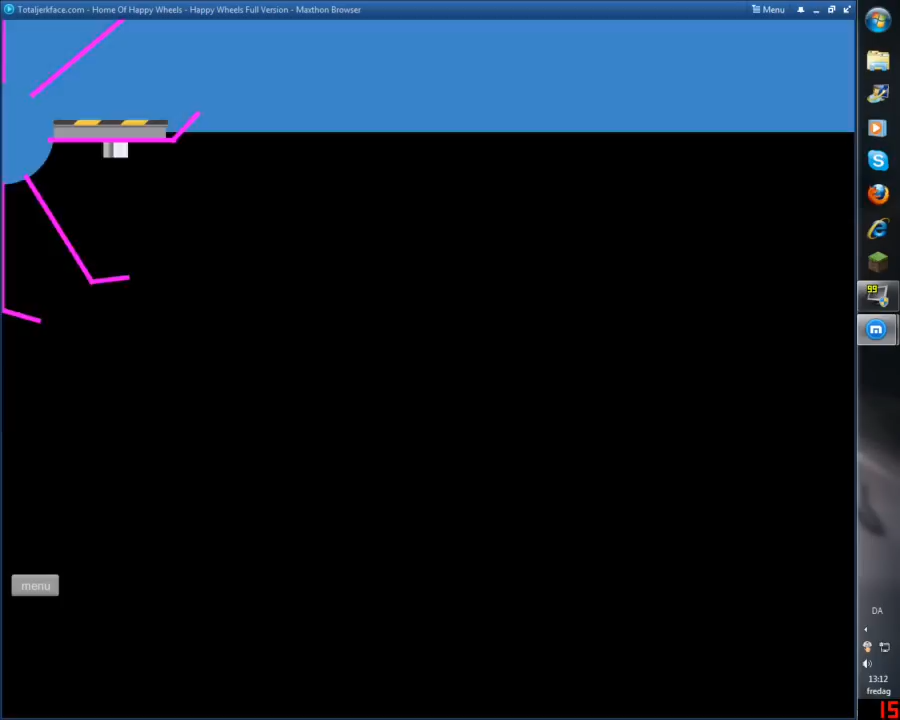 Totaljerkface.com - Home Of Happy Wheels - Happy Wheels Full Version - Maxthon Browser
Menu
99
menu
DA
13:12
fredag
15